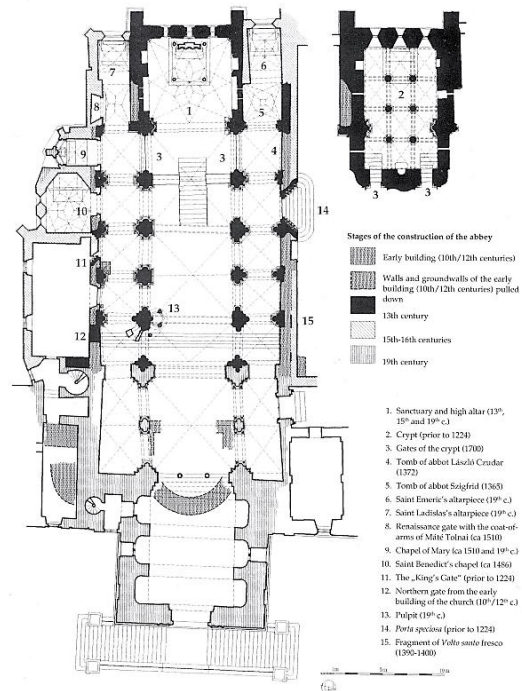 7
6
2
8
1
5
3
3
4
9
3
3
10
14
11
13
12
15
Stages of the construction of the abbey
Early building (10th/12th centuries)
Walls and groundwalls of the early
building (10th/12th centuries) pulled
down
13th century
15th-16th centuries
19th century
1. Sanctuary and high altar (13th,
15th and 19th c.)
2. Crypt (prior to 1224)
3. Gates of the crypt (1700)
4. Tomb of abbot László Czudar
(1372)
5. Tomb of abbot Szigfrid (1365)
6. Saint Emeric's altarpiece (19th c.)
7. Saint Ladislas's altarpiece (19th c.)
8. Renaissance gate with the coat-of-
arms of Máté Tolnai (ca 1510)
9. Chapel of Mary (ca 1510 and 19th c.)
10. Saint Benedict's chapel (ca 1486)
11. The „King's Gate" (prior to 1224)
12. Northern gate from the early
building of the church (10th/12th c.)
13. Pulpit (19th c.)
14. Porta speciosa (prior to 1224)
15. Fragment of Volto santo fresco
(1390-1400)
5m